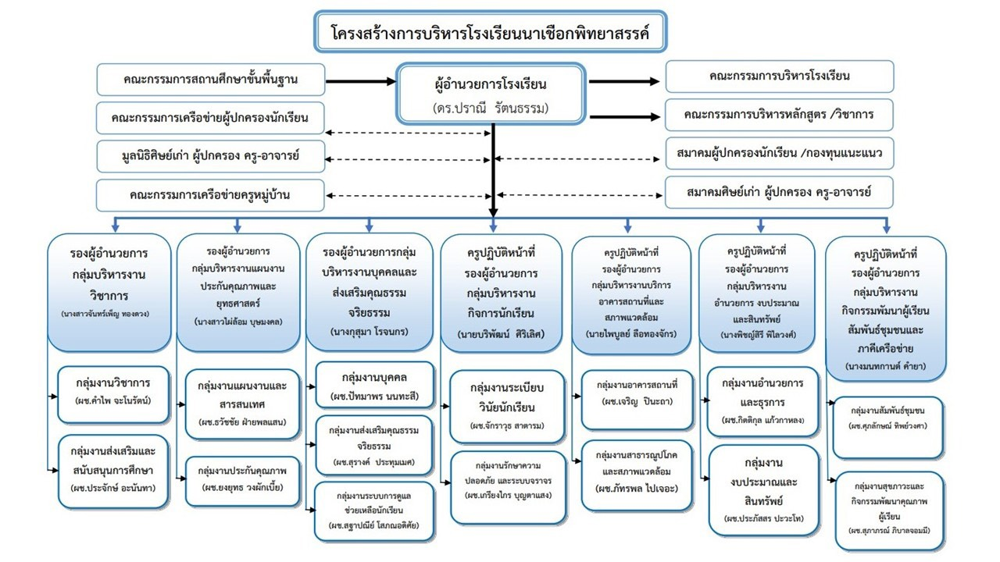 โครงสร้างการบริหารโรงเรียนนาเชือกพิทยาสรรค์
คณะกรรมการสถานศึกษาขั้นพื้นฐาน
คณะกรรมการเครือข่ายผู้ปกครองนักเรียน
มูลนิธิศิษย์เก่า ผู้ปกครอง ครู-อาจารย์
คณะกรรมการเครือข่ายครูหมู่บ้าน
ผู้อำนวยการโรงเรียน
(ดร.ปราณี รัตนธรรม)
คณะกรรมการบริหารโรงเรียน
คณะกรรมการบริหารหลักสูตร /วิชาการ
สมาคมผู้ปกครองนักเรียน /กองทุนแนะแนว
สมาคมศิษย์เก่า ผู้ปกครอง ครู-อาจารย์
รองผู้อำนวยการ
กลุ่มบริหารงาน
วิชาการ
(นางสาวจันทร์เพ็ญ ทองดวง)
กลุ่มงานวิชาการ
(ผช.คำไพ จะโนรัตน์)
กลุ่มงานส่งเสริมและ
สนับสนุนการศึกษา
(ผช.ประจักษ์ อะนันทา)
รองผู้อำนวยการ
กลุ่มบริหารงานแผนงาน
ประกันคุณภาพและ
ยุทธศาสตร์
(นางสาวไผ่ล้อม บุษมงคล)
กลุ่มงานแผนงานและ
สารสนเทศ
(ผช.ธวัชชัย ฝ่ายพลแสน)
กลุ่มงานประกันคุณภาพ
(ผช.ยงยุทธ วงผักเบี้ย)
รองผู้อำนวยการกลุ่ม
บริหารงานบุคคลและ
ส่งเสริมคุณธรรม
จริยธรรม
(นางกุสุมา โรจนกร)
กลุ่มงานบุคคล
(ผช.ปัทมาพร นนทะสี)
กลุ่มงานส่งเสริมคุณธรรม
จริยธรรม
(ผช.สุรางค์ ประทุมเมศ)
กลุ่มงานระบบการดูแล
ช่วยเหลือนักเรียน
(ผช.สฐาปณีย์ โสภณอดิศัย)
ครูปฏิบัติหน้าที่
รองผู้อำนวยการ
กลุ่มบริหารงาน
กิจการนักเรียน
(นายบริพัฒน์ ศิริเลิศ)
กลุ่มงานระเบียบ
วินัยนักเรียน
(ผช.จักราวุธ สาตารม)
กลุ่มงานรักษาความ
ปลอดภัย และระบบจราจร
(ผช.เกรียงไกร บุญตาแสง)
ครูปฏิบัติหน้าที่
รองผู้อำนวยการ
กลุ่มบริหารงานบริการ
อาคารสถานที่และ
สภาพแวดล้อม
(นายไพบูลย์ ลือทองจักร)
กลุ่มงานอาคารสถานที่
(ผช.เจริญ ปินะถา)
กลุ่มงานสาธารณูปโภค
และสภาพแวดล้อม
(ผช.ภัทรพล ไปเจอะ)
ครูปฏิบัติหน้าที่
รองผู้อำนวยการ
กลุ่มบริหารงาน
อำนวยการ งบประมาณ
และสินทรัพย์
(นางพิชญ์สิรี พิไลวงศ์)
กลุ่มงานอำนวยการ
และธุรการ
(ผช.กิตติกุล แก้วกาหลง)
กลุ่มงาน
งบประมาณและ
สินทรัพย์
(ผช.ประภัสสร ปะวะโท)
ครูปฏิบัติหน้าที่
รองผู้อำนวยการ
กลุ่มบริหารงาน
กิจกรรมพัมนาผู้เรียน
สัมพันธ์ชุมชนและ
ภาคีเครือข่าย
(นางมนทกานต์ คำยา)
กลุ่มงานสัมพันธ์ชุมชน
(ผช.ศุภลักษณ์ ทิพย์วงศา)
กลุ่มงานสุขภาวะและ
กิจกรรมพัฒนาคุณภาพ
ผู้เรียน
(ผช.สุภาภรณ์ ภิบาลจอมมี)